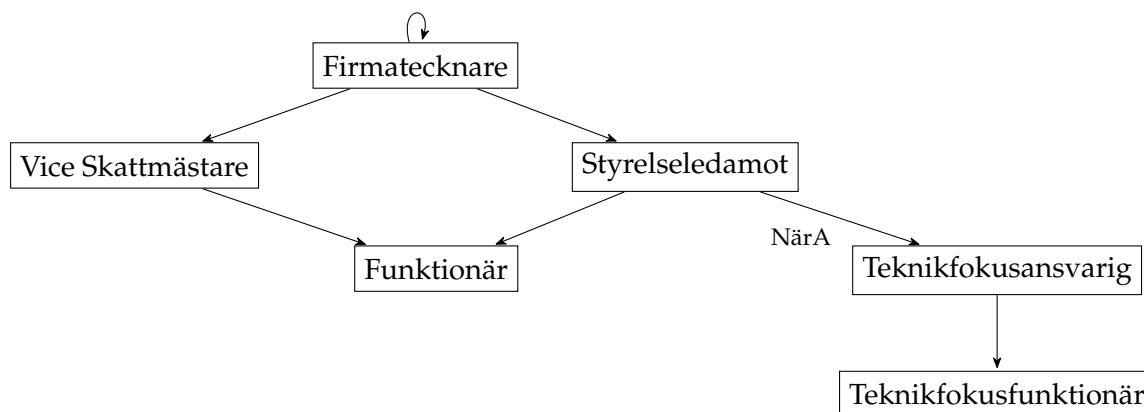 Firmatecknare
Vice Skattmästare
Styrelseledamot
NärA
Funktionär
Teknikfokusansvarig
Teknikfokusfunktionär